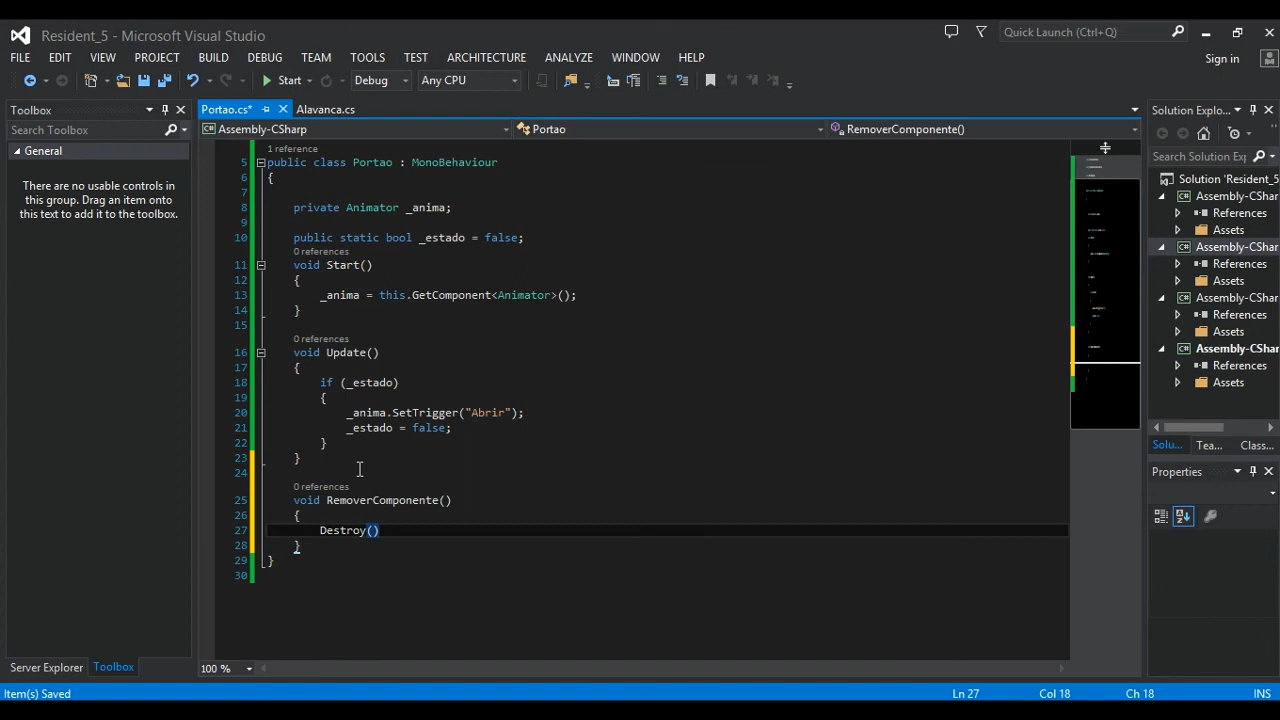 Resident_5 - Microsoft Visual Studio
Quick Launch (Ctrl+Q)
FILE EDIT VIEW PROJECT BUILD DEBUG TEAM TOOLS TEST ARCHITECTURE ANALYZE WINDOW HELP
Sign in
Start Debug Any CPU
Toolbox
Search Toolbox
General
There are no usable controls in
this group. Drag an item onto
this text to add it to the toolbox.
Server Explorer Toolbox
Portao.cs* Alavanca.cs
Assembly-CSharp Portao RemoverComponente()
1 reference
5 public class Portao : MonoBehaviour
6 {
7
8 private Animator _anima;
9
10 public static bool _estado = false;
0 references
11 void Start()
12 {
13 _anima = this.GetComponent<Animator>();
14 }
15
0 references
16 void Update()
17 {
18 if (_estado)
19 {
20 _anima.SetTrigger("Abrir");
21 _estado = false;
22 }
23 }
24
0 references
25 void RemoverComponente()
26 {
27 Destroy()
28 }
29 }
30
100 %
Solution Explo...
Search Solution Exp
Solution 'Resident_5
C# Assembly-CShar
References
Assets
C# Assembly-CShar
References
Assets
C# Assembly-CShar
References
Assets
C# Assembly-CShar
References
Assets
Solu... Tea... Class...
Properties
Item(s) Saved
Ln 27 Col 18 Ch 18 INS